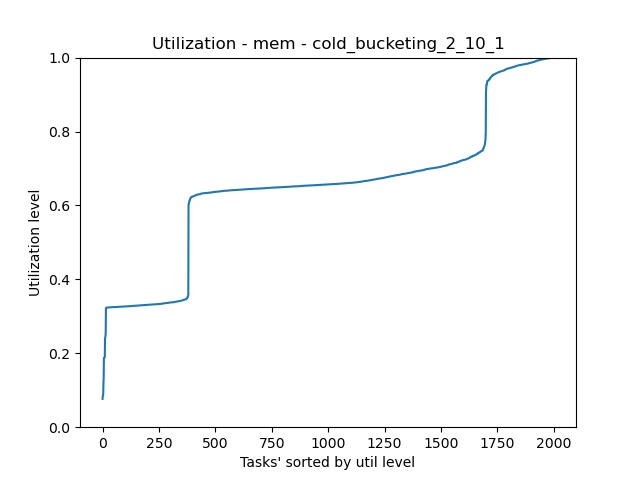 Utilization - mem - cold_bucketing_2_10_1
1.0
0.8
0.6
0.4
0.2
0.0
Utilization level
0 250 500 750 1000 1250 1500 1750 2000
Tasks' sorted by util level